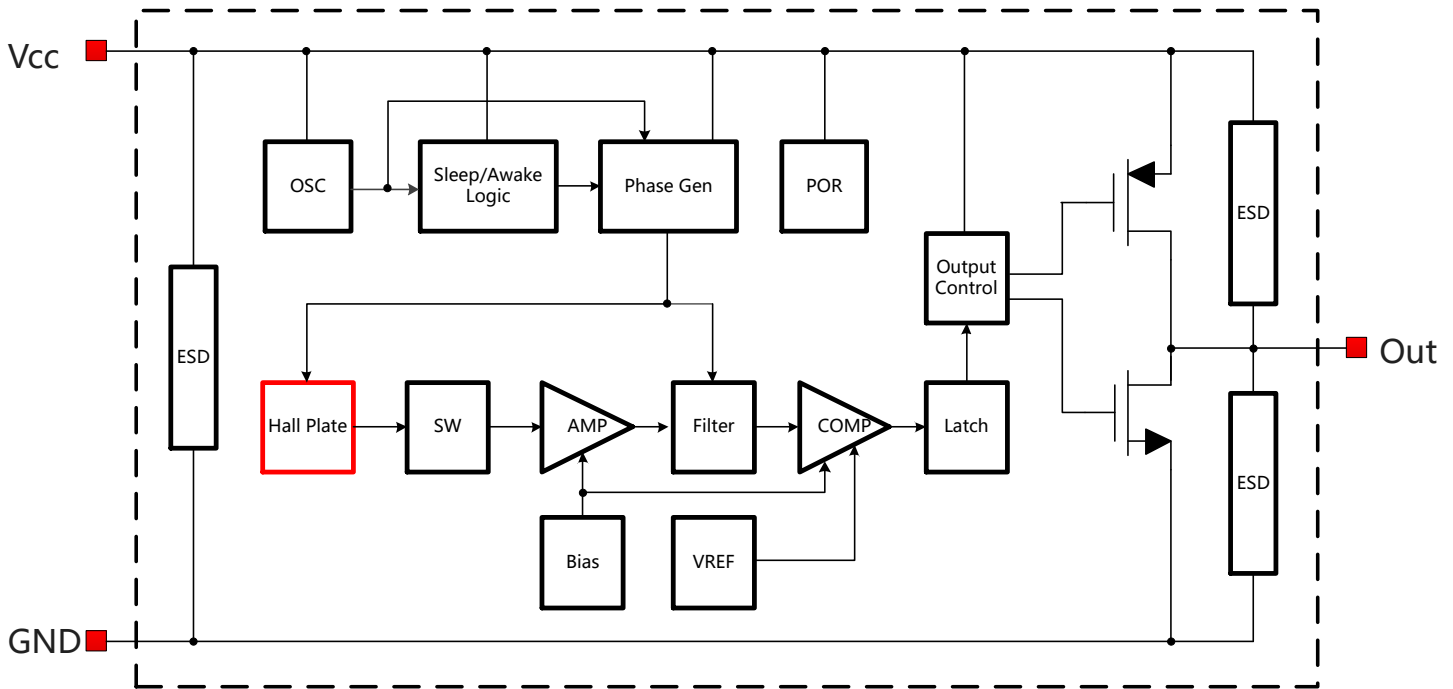 Vcc
OSC
Sleep/Awake
Logic
Phase Gen
POR
ESD
Output
Control
ESD
Out
Hall Plate
SW
AMP
Filter
COMP
Latch
ESD
Bias
VREF
GND